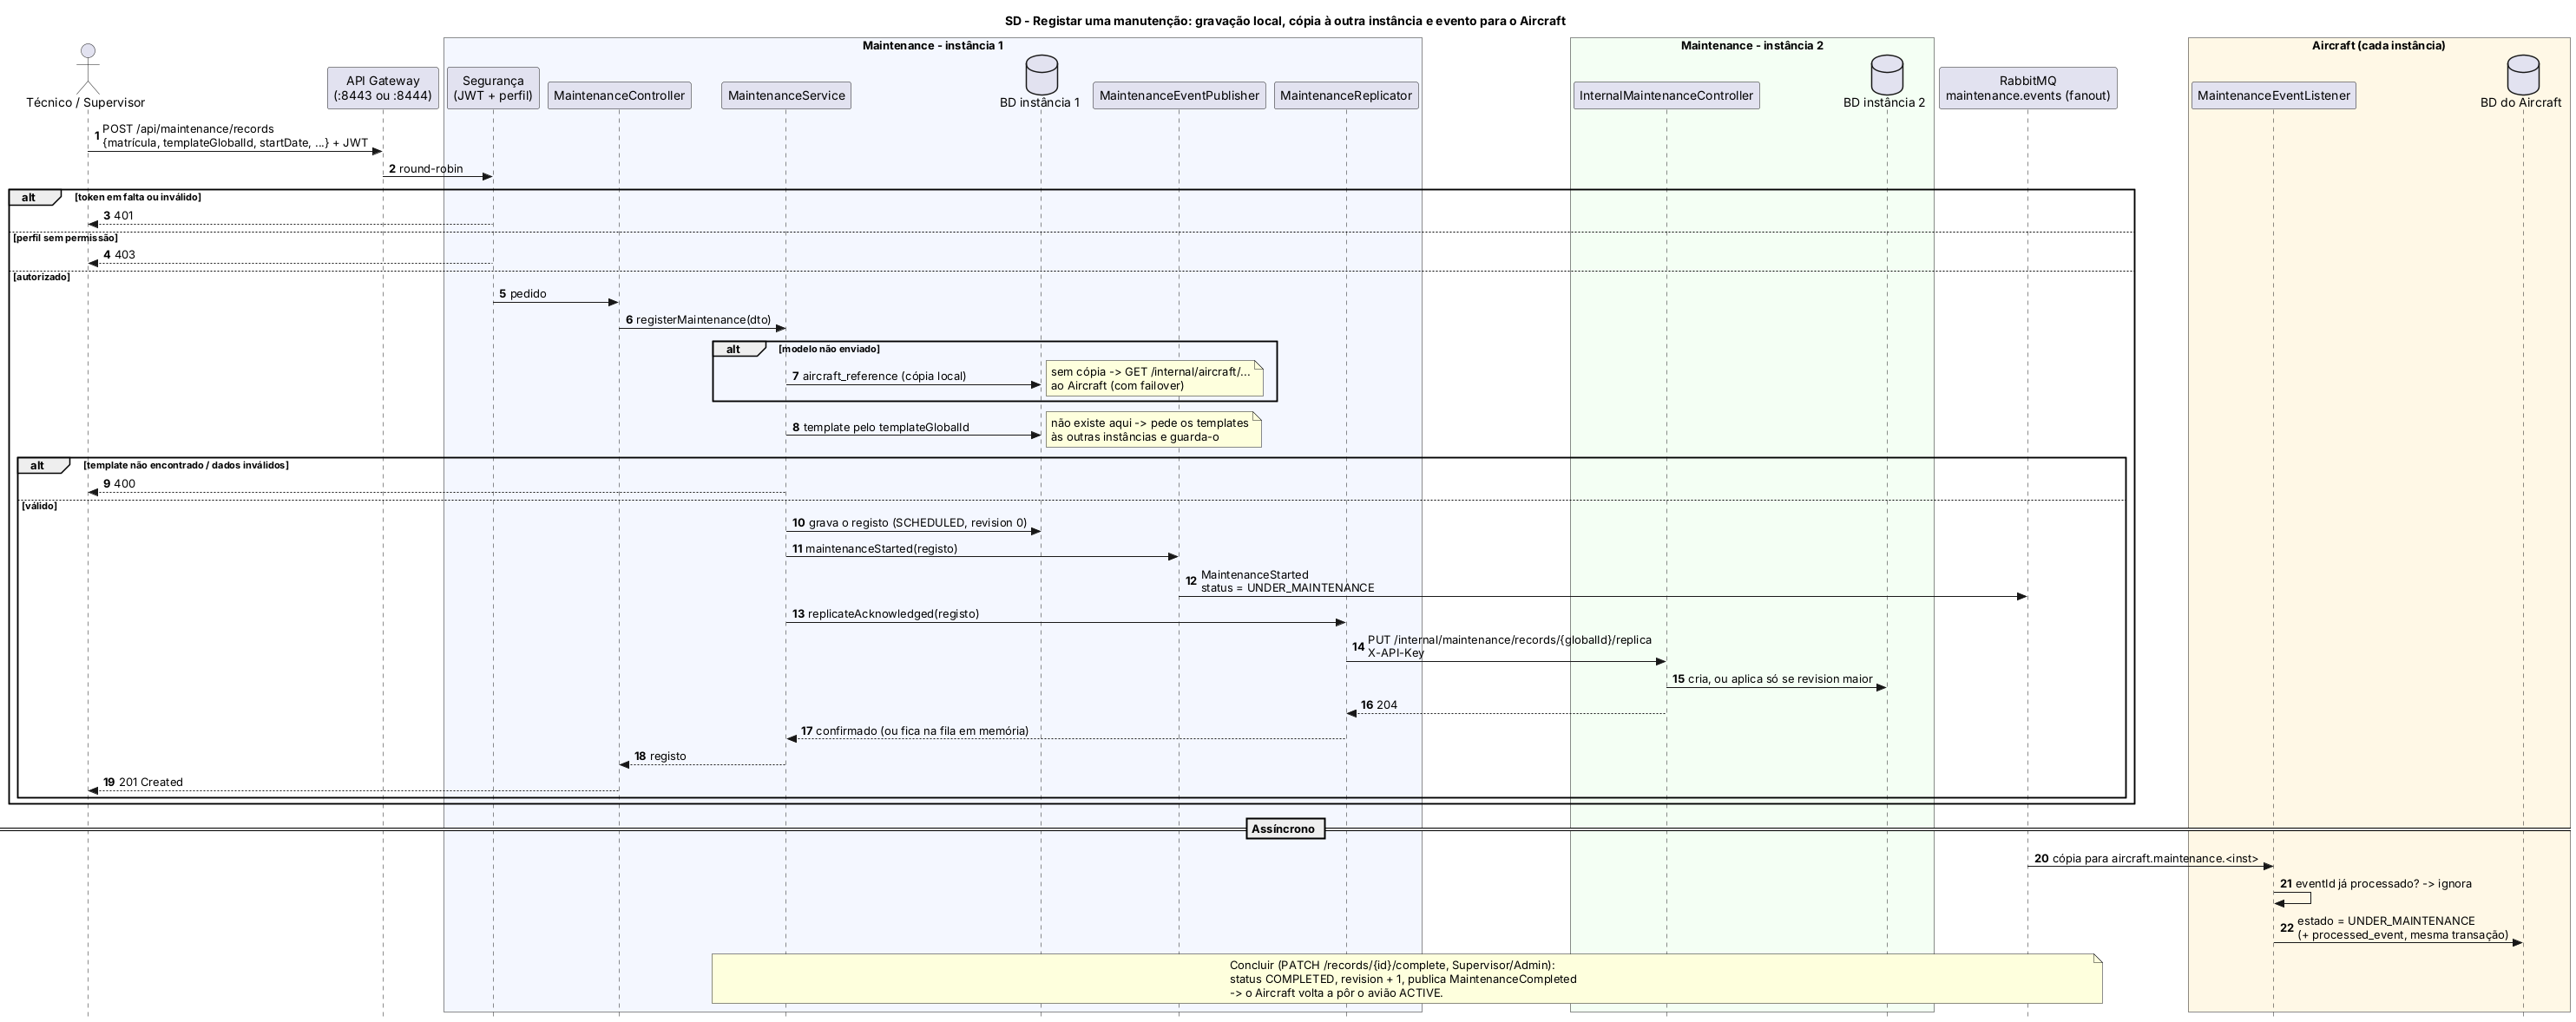 SD - Registar uma manutenção: gravação local, cópia à outra instância e evento para o Aircraft
Maintenance - instância 1
Maintenance - instância 2
Aircraft (cada instância)
Técnico / Supervisor
API Gateway
(:8443 ou :8444)
Segurança
(JWT + perfil)
MaintenanceController
MaintenanceService
BD instância 1
MaintenanceEventPublisher
MaintenanceReplicator
InternalMaintenanceController
BD instância 2
RabbitMQ
maintenance.events (fanout)
MaintenanceEventListener
BD do Aircraft
1 POST /api/maintenance/records
{matrícula, templateGlobalId, startDate, ...} + JWT
2 round-robin
alt [token em falta ou inválido]
3 401
[perfil sem permissão]
4 403
[autorizado]
5 pedido
6 registerMaintenance(dto)
alt [modelo não enviado]
7 aircraft_reference (cópia local)
sem cópia -> GET /internal/aircraft/...
ao Aircraft (com failover)
8 template pelo templateGlobalId
não existe aqui -> pede os templates
às outras instâncias e guarda-o
alt [template não encontrado / dados inválidos]
9 400
[válido]
10 grava o registo (SCHEDULED, revision 0)
11 maintenanceStarted(registo)
12 MaintenanceStarted
status = UNDER_MAINTENANCE
13 replicateAcknowledged(registo)
14 PUT /internal/maintenance/records/{globalId}/replica
X-API-Key
15 cria, ou aplica só se revision maior
16 204
17 confirmado (ou fica na fila em memória)
18 registo
19 201 Created
Assíncrono
20 cópia para aircraft.maintenance.<inst>
21 eventId já processado? -> ignora
22 estado = UNDER_MAINTENANCE
(+ processed_event, mesma transação)
Concluir (PATCH /records/{id}/complete, Supervisor/Admin):
status COMPLETED, revision + 1, publica MaintenanceCompleted
-> o Aircraft volta a pôr o avião ACTIVE.